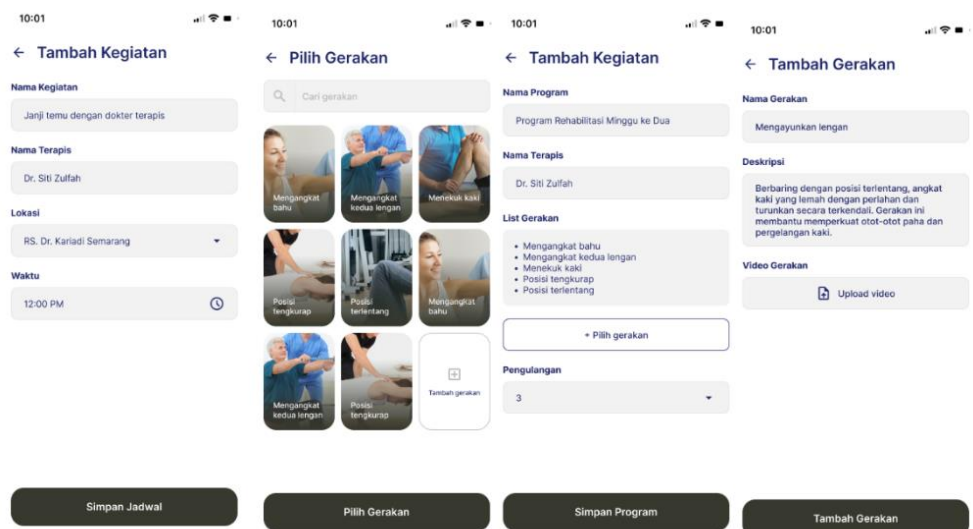 10:01
← Tambah Kegiatan
Nama Kegiatan
Janji temu dengan dokter terapis
Nama Terapis
Dr. Siti Zulfah
Lokasi
RS. Dr. Kariadi Semarang
Waktu
12:00 PM
Simpan Jadwal
10:01
← Pilih Gerakan
Cari gerakan
Mengangkat
bahu
Mengangkat
kedua lengan
Menekuk kaki
Posisi
tengkurap
Posisi
terlentang
Mengangkat
bahu
Mengangkat
kedua lengan
Posisi
tengkurap
Tambah gerakan
Pilih Gerakan
10:01
← Tambah Kegiatan
Nama Program
Program Rehabilitasi Minggu ke Dua
Nama Terapis
Dr. Siti Zulfah
List Gerakan
• Mengangkat bahu
• Mengangkat kedua lengan
• Menekuk kaki
• Posisi tengkurap
• Posisi terlentang
+ Pilih gerakan
Pengulangan
3
Simpan Program
10:01
← Tambah Gerakan
Nama Gerakan
Mengayunkan lengan
Deskripsi
Berbaring dengan posisi terlentang, angkat
kaki yang lemah dengan perlahan dan
turunkan secara terkendali. Gerakan ini
membantu memperkuat otot-otot paha dan
pergelangan kaki.
Video Gerakan
Upload video
Tambah Gerakan